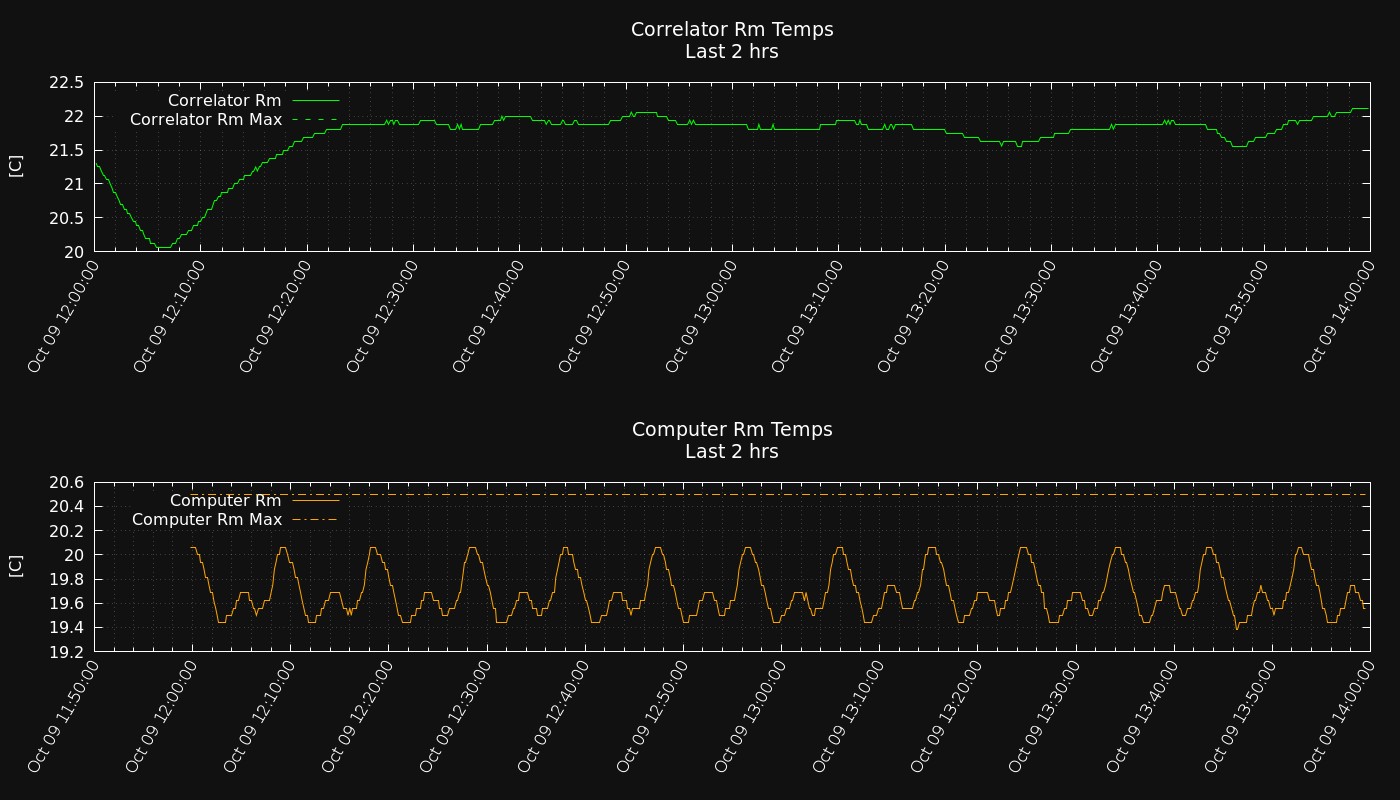 Correlator Rm Temps
Last 2 hrs
22.5
22
21.5
21
20.5
20
[C]
Correlator Rm
Correlator Rm Max
Oct 09 12:00:00
Oct 09 12:10:00
Oct 09 12:20:00
Oct 09 12:30:00
Oct 09 12:40:00
Oct 09 12:50:00
Oct 09 13:00:00
Oct 09 13:10:00
Oct 09 13:20:00
Oct 09 13:30:00
Oct 09 13:40:00
Oct 09 13:50:00
Oct 09 14:00:00
Computer Rm Temps
Last 2 hrs
20.6
20.4
20.2
20
19.8
19.6
19.4
19.2
[C]
Computer Rm
Computer Rm Max
Oct 09 11:50:00
Oct 09 12:00:00
Oct 09 12:10:00
Oct 09 12:20:00
Oct 09 12:30:00
Oct 09 12:40:00
Oct 09 12:50:00
Oct 09 13:00:00
Oct 09 13:10:00
Oct 09 13:20:00
Oct 09 13:30:00
Oct 09 13:40:00
Oct 09 13:50:00
Oct 09 14:00:00